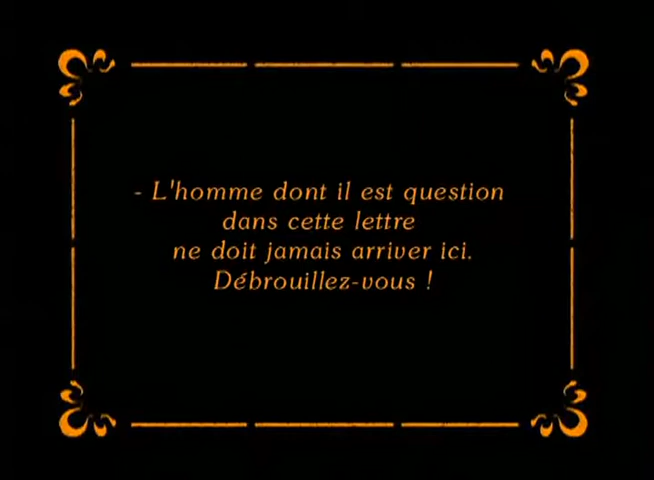 - L'homme dont il est question
dans cette lettre
ne doit jamais arriver ici.
Débrouillez-vous !